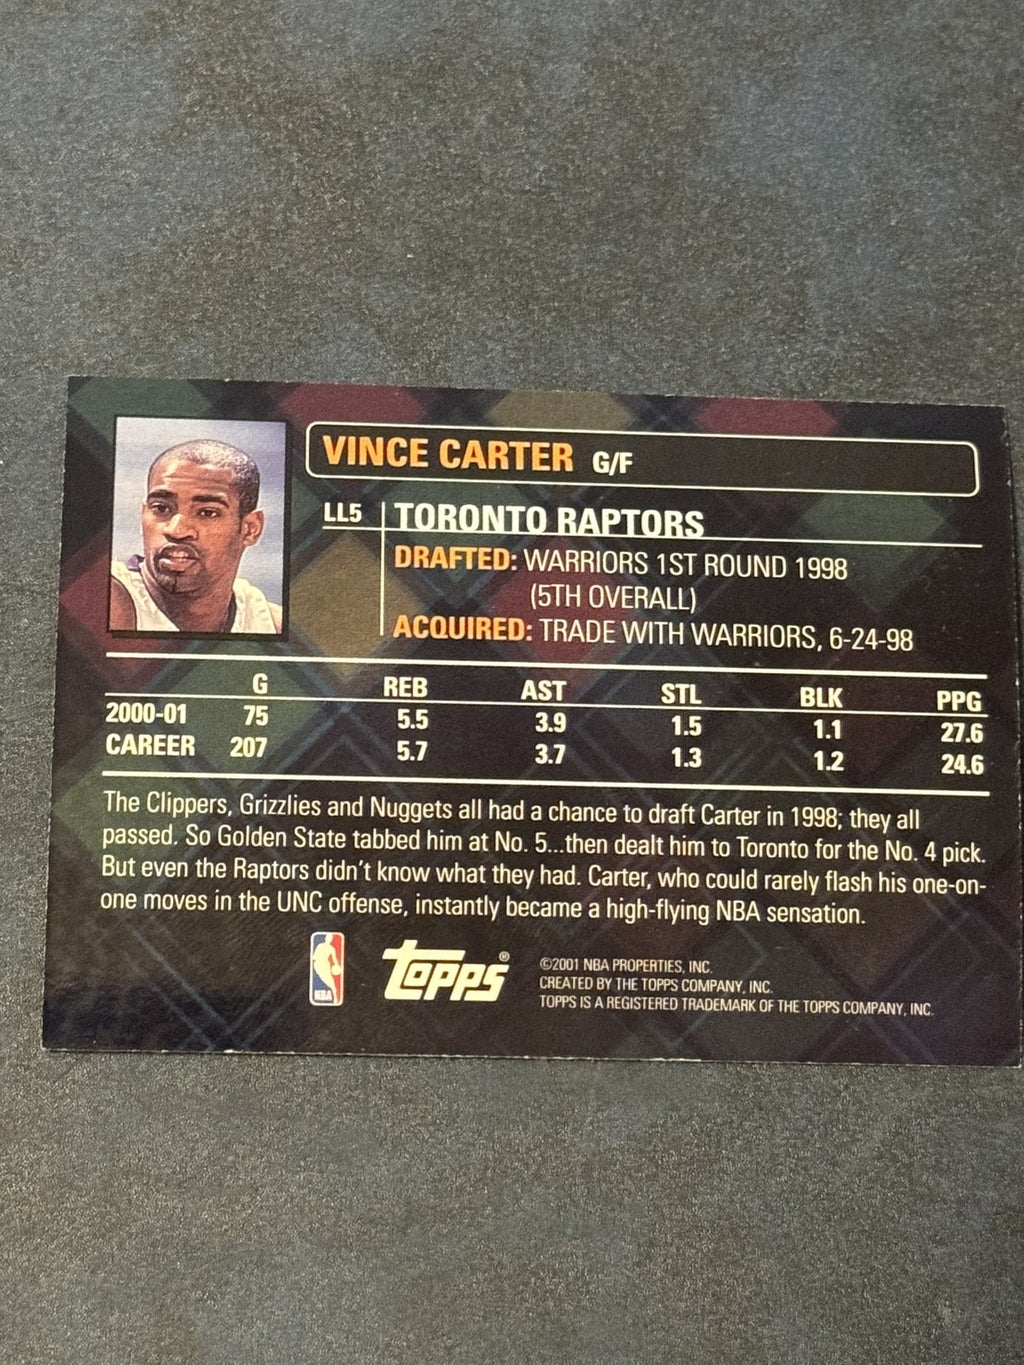 VINCE CARTER G/F
LL5 TORONTO RAPTORS
DRAFTED: WARRIORS 1ST ROUND 1998
(5TH OVERALL)
ACQUIRED: TRADE WITH WARRIORS, 6-24-98
G REB AST STL BLK PPG
2000-01 75 5.5 3.9 1.5 1.1 27.6
CAREER 207 5.7 3.7 1.3 1.2 24.6
The Clippers, Grizzlies and Nuggets all had a chance to draft Carter in 1998; they all
passed. So Golden State tabbed him at No. 5...then dealt him to Toronto for the No. 4 pick.
But even the Raptors didn't know what they had. Carter, who could rarely flash his one-on-
one moves in the UNC offense, instantly became a high-flying NBA sensation.
NBA
Topps®
©2001 NBA PROPERTIES, INC.
CREATED BY THE TOPPS COMPANY, INC.
TOPPS IS A REGISTERED TRADEMARK OF THE TOPPS COMPANY, INC.